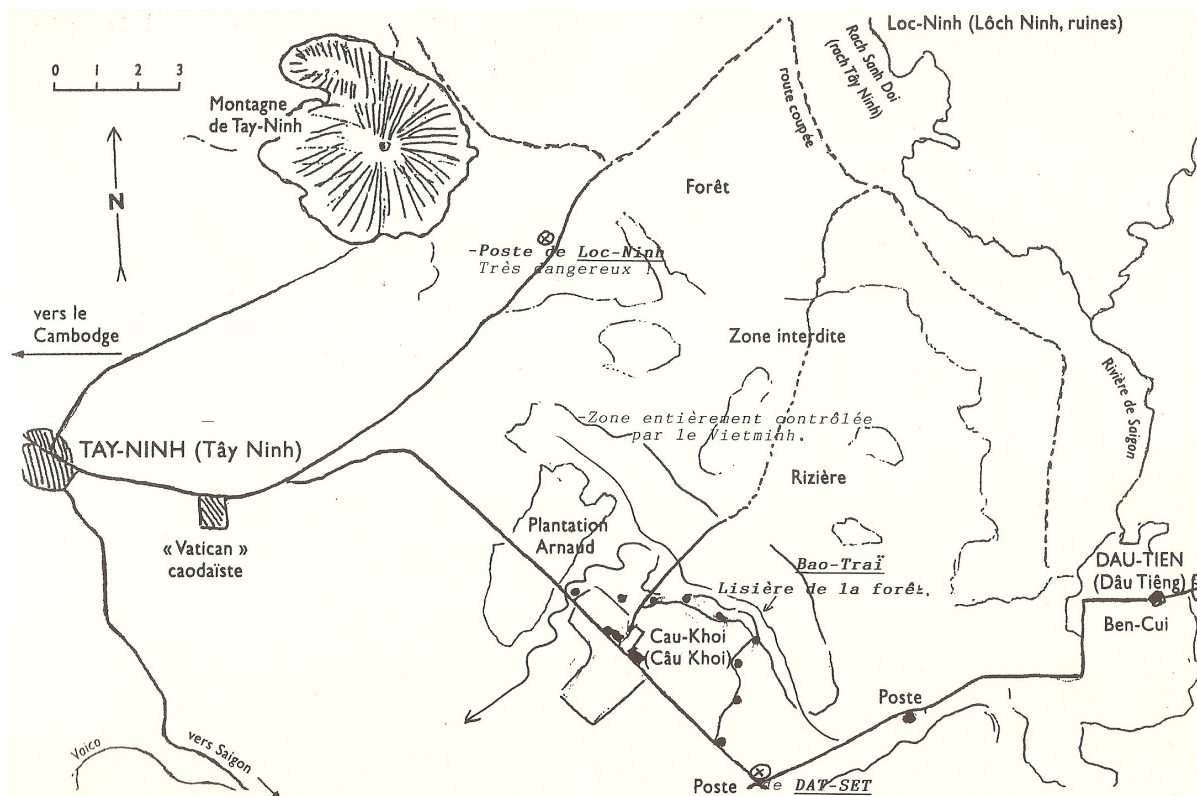 Loc-Ninh (Lôch Ninh, ruines)
0 1 2 3
Rach Sanh Doi
(rach Tây Ninh)
route coupée
Montagne
de Tay-Ninh
N
Forêt
-Poste de Loc-Ninh
Très dangereux !
vers le
Cambodge
Zone interdite
Rivière de Saigon
-Zone entièrement contrôlée
par le Vietminh.
TAY-NINH (Tây Ninh)
Rizière
Plantation
Arnaud
« Vatican »
caodaïste
Bao-Traï
Lisière de la forêt.
DAU-TIEN
(Dâu Tiêng)
Ben-Cui
Cau-Khoi
(Câu Khoi)
Poste
Vaico
vers Saigon
Poste de DAT-SET